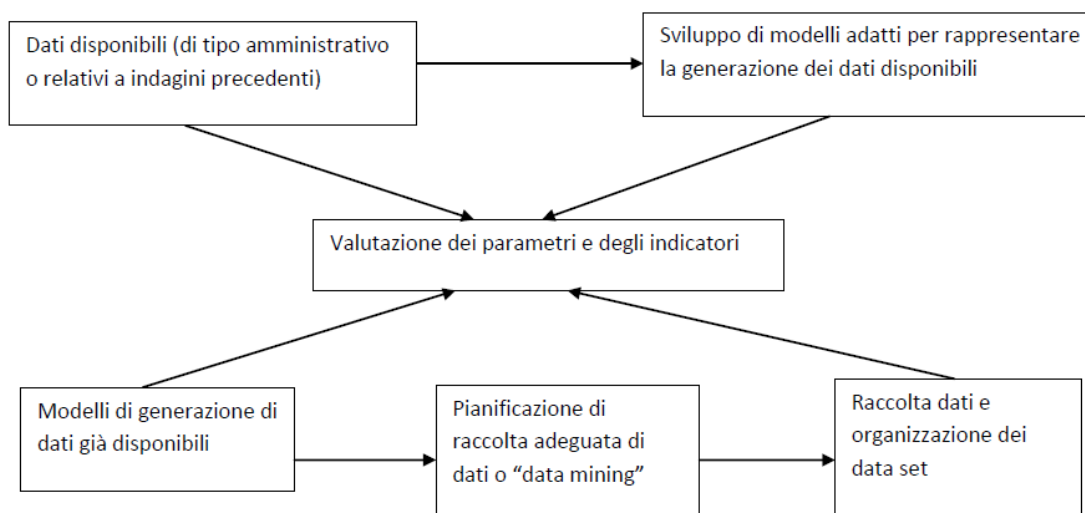 Dati disponibili (di tipo amministrativo
o relativi a indagini precedenti)
Sviluppo di modelli adatti per rappresentare
la generazione dei dati disponibili
Valutazione dei parametri e degli indicatori
Modelli di generazione di
dati già disponibili
Pianificazione di
raccolta adeguata di
dati o “data mining”
Raccolta dati e
organizzazione dei
data set